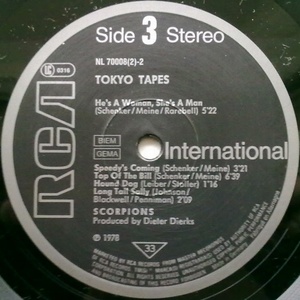 Side 3 Stereo
NL 70008(2)-2
TOKYO TAPES
He's A Woman, She's A Man
(Schenker/Meine/Rarebell) 5'22
BIEM
GEMA
RCA
International
Speedy's Coming (Schenker/Meine) 3'21
Top Of The Bill (Schenker/Meine) 6'39
Hound Dog (Leiber/Stoller) 1'16
Long Tall Sally (Johnson/
Blackwell/Penniman) 2'09
SCORPIONS
Produced by Dieter Dierks
℗ 1978
33